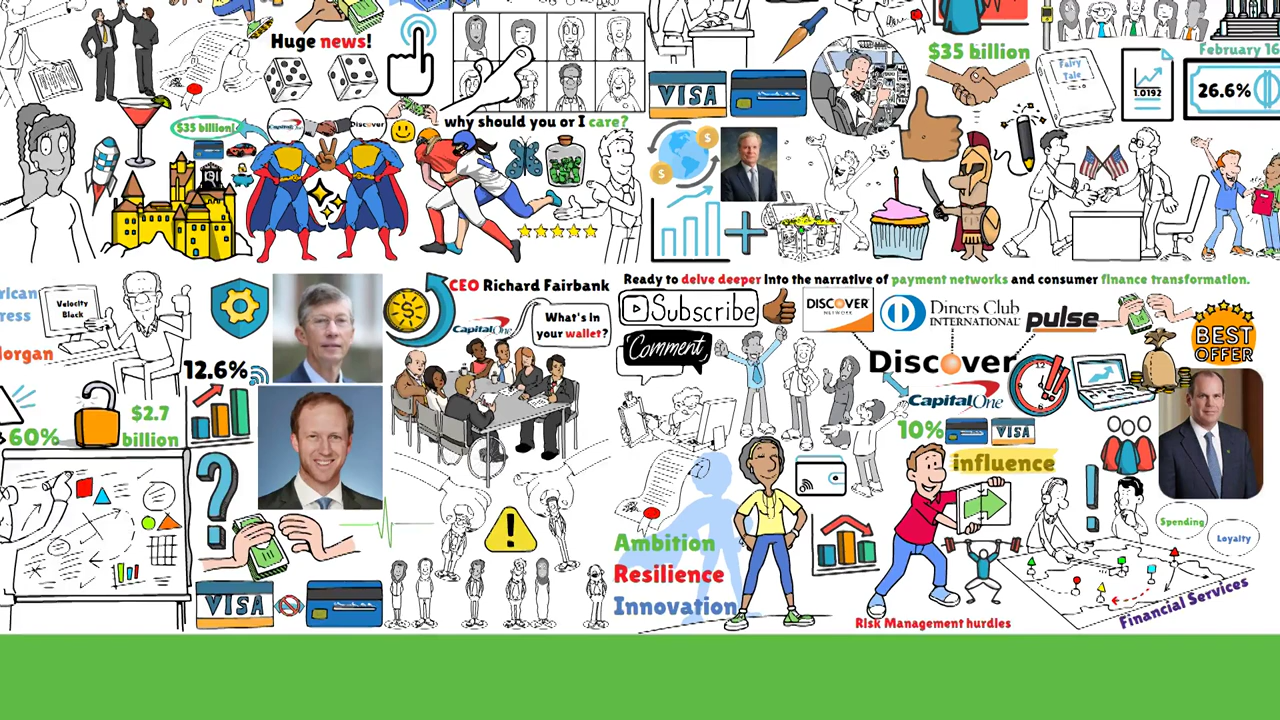 Huge news!
$35 billion
Fairy
Tale
1.0192
February 16
26.6%
VISA
$35 billion!
CapitalOne
Discover
why should you or I care?
rican
ress
organ
Velocity
Black
12.6%
60%
$2.7
billion
CEO Richard Fairbank
CapitalOne
What's in
your wallet?
VISA
Ready to delve deeper into the narrative of payment networks and consumer finance transformation.
Subscribe
Comment
DISCOVER
NETWORK
Diners Club
INTERNATIONAL
pulse
BEST
OFFER
Discover
CapitalOne
10%
VISA
influence
Spending
Loyalty
Ambition
Resilience
Innovation
Risk Management hurdles
Financial Services